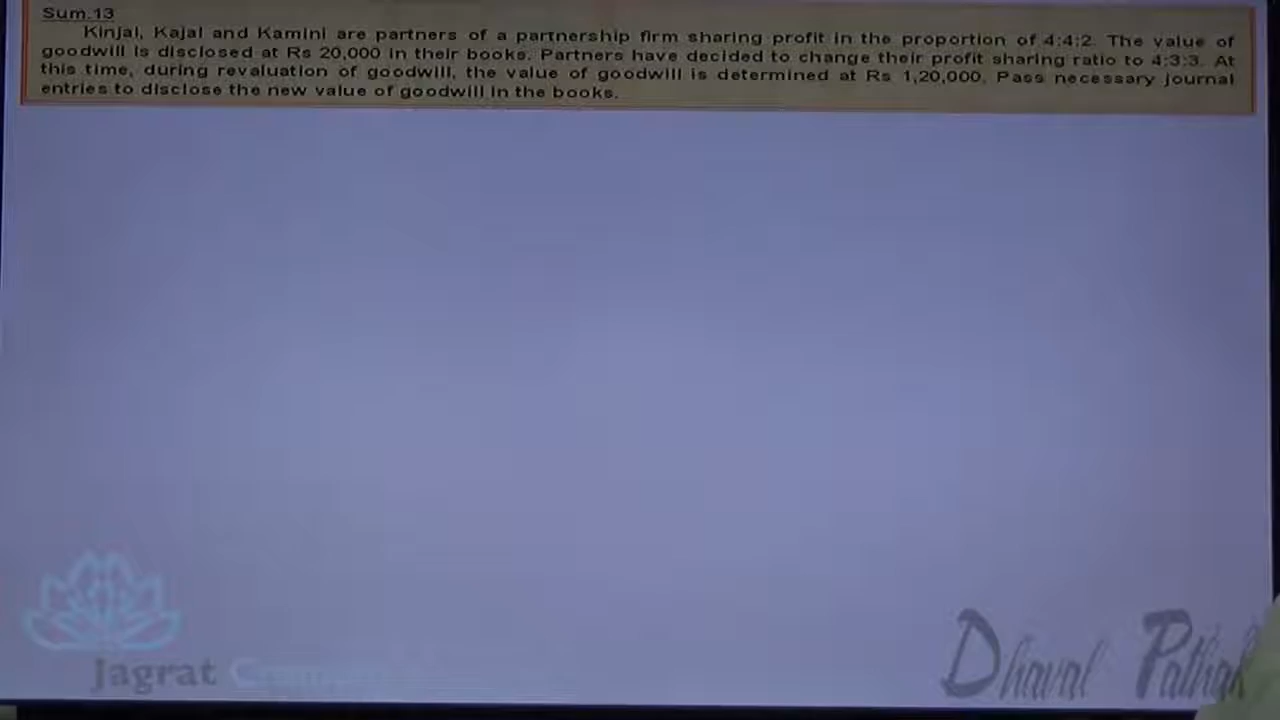 Sum.13
Kinjal, Kajal and Kamini are partners of a partnership firm sharing profit in the proportion of 4:4:2. The value of
goodwill is disclosed at Rs 20,000 in their books. Partners have decided to change their profit sharing ratio to 4:3:3. At
this time, during revaluation of goodwill, the value of goodwill is determined at Rs 1,20,000. Pass necessary journal
entries to disclose the new value of goodwill in the books.
Jagrat
Dhaval Pathak